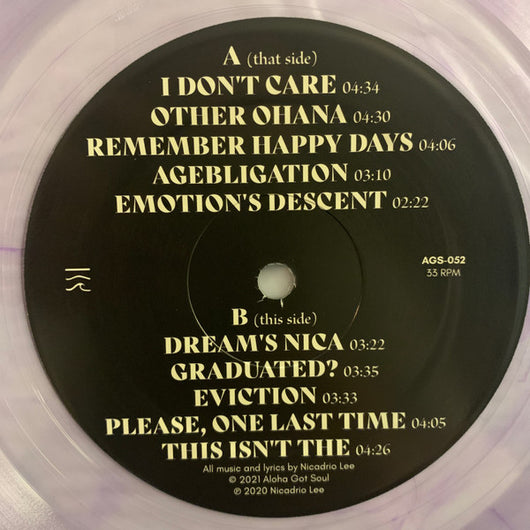 A (that side)
I DON'T CARE 04:34
OTHER OHANA 04:30
REMEMBER HAPPY DAYS 04:06
AGEBLIGATION 03:10
EMOTION'S DESCENT 02:22
AGS-052
33 RPM
B (this side)
DREAM'S NICA 03:22
GRADUATED? 03:35
EVICTION 03:33
PLEASE, ONE LAST TIME 04:05
THIS ISN'T THE 04:26
All music and lyrics by Nicadrio Lee
© 2021 Aloha Got Soul
℗ 2020 Nicadrio Lee